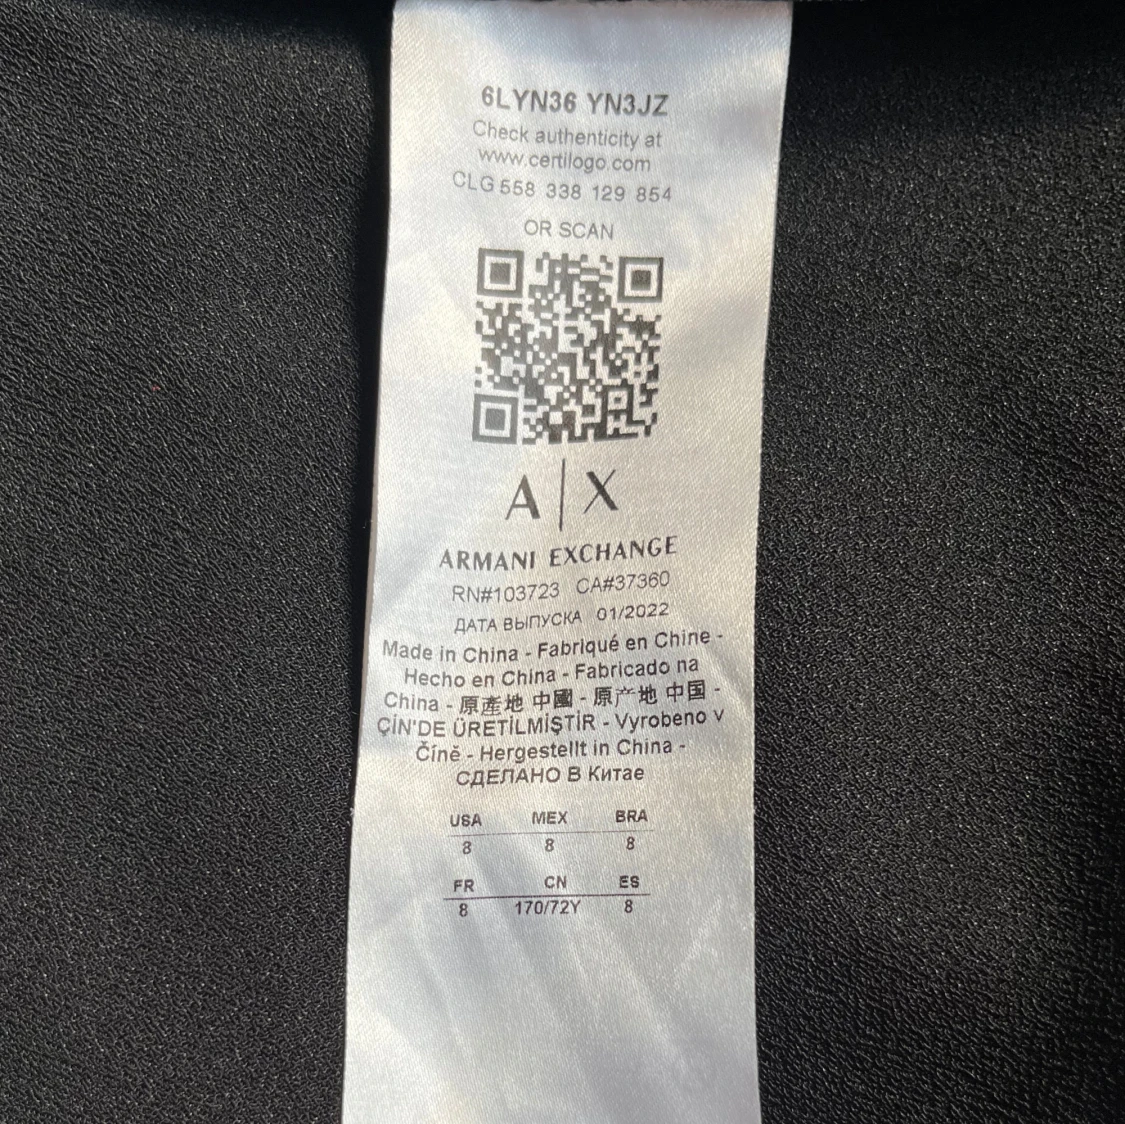 6LYN36 YN3JZ
Check authenticity at
www.certilogo.com
CLG 558 338 129 854
OR SCAN
A|X
ARMANI EXCHANGE
RN#103723 CA#37360
ДАТА ВЫПУСКА 01/2022
Made in China - Fabriqué en Chine -
Hecho en China - Fabricado na
China - 原產地 中國 - 原产地 中国 -
ÇİN'DE ÜRETİLMİŞTİR - Vyrobeno v
Číně - Hergestellt in China -
СДЕЛАНО В Китае
USA MEX BRA
8 8 8
FR CN ES
8 170/72Y 8